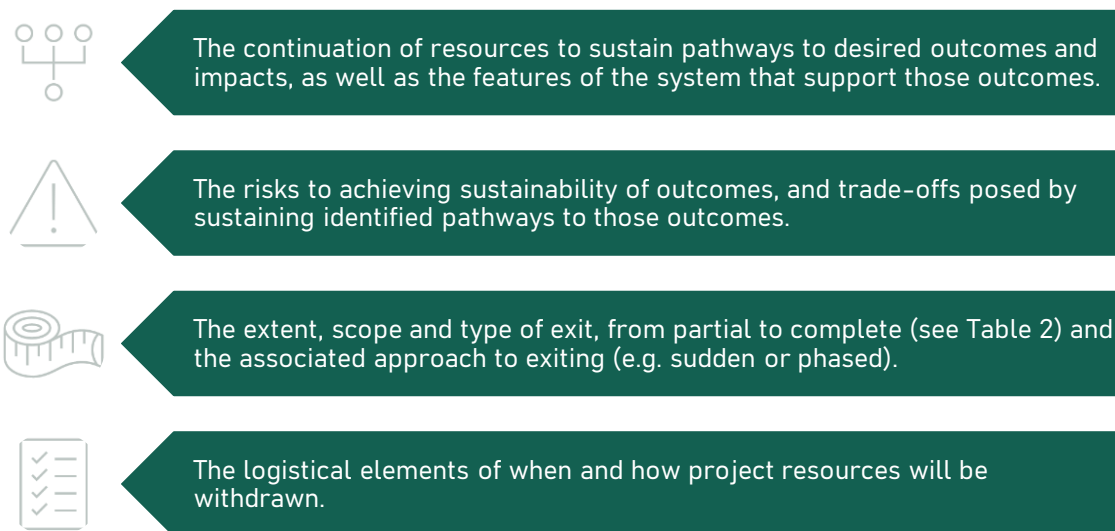 The continuation of resources to sustain pathways to desired outcomes and
impacts, as well as the features of the system that support those outcomes.
The risks to achieving sustainability of outcomes, and trade-offs posed by
sustaining identified pathways to those outcomes.
The extent, scope and type of exit, from partial to complete (see Table 2) and
the associated approach to exiting (e.g. sudden or phased).
The logistical elements of when and how project resources will be
withdrawn.